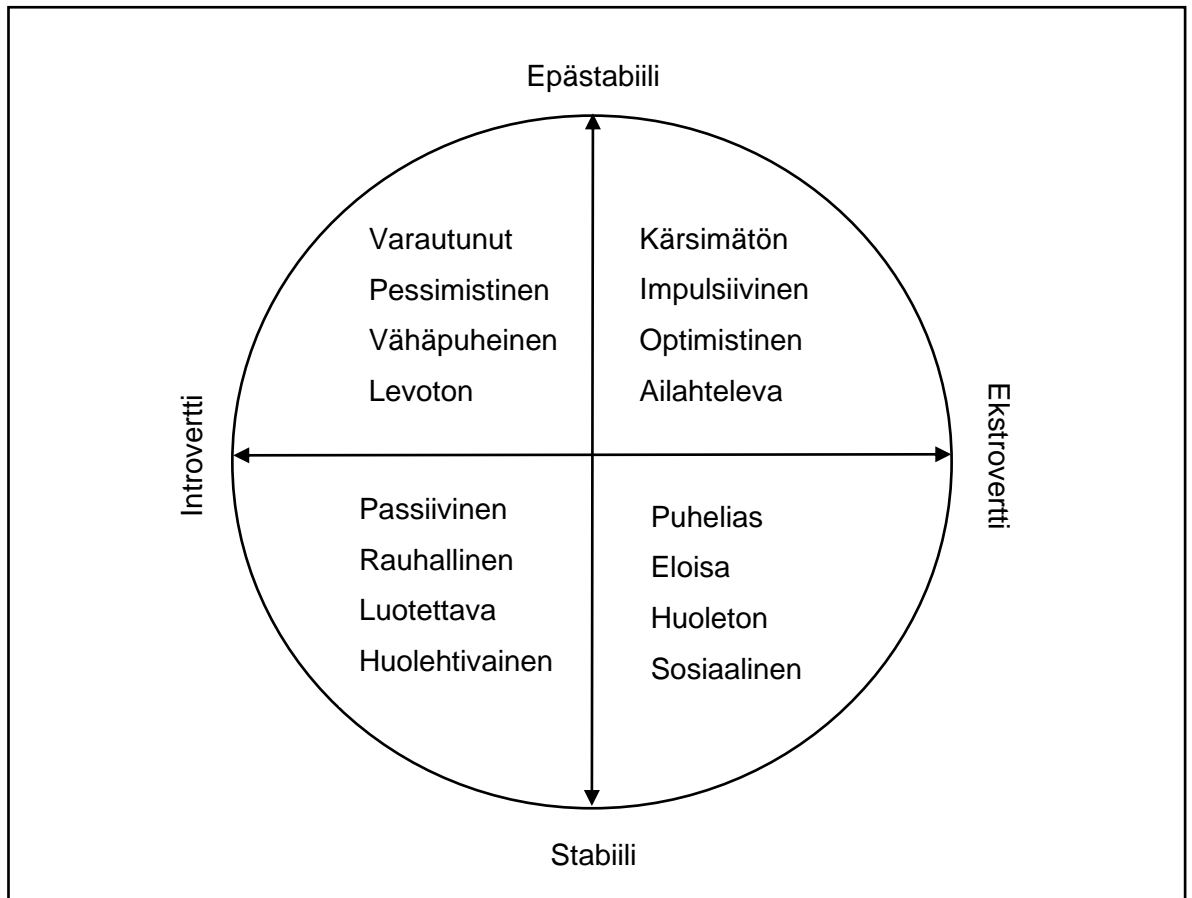 Epästabiili
Varautunut
Pessimistinen
Vähäpuheinen
Levoton
Kärsimätön
Impulsiivinen
Optimistinen
Ailahteleva
Introvertti
Ekstrovertti
Passiivinen
Rauhallinen
Luotettava
Huolehtivainen
Puhelias
Eloisa
Huoleton
Sosiaalinen
Stabiili